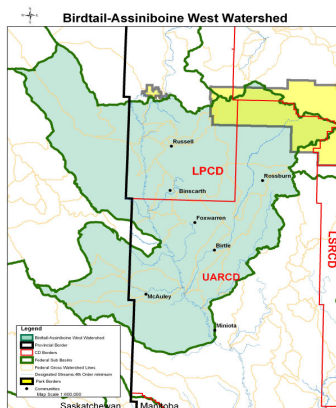 Birdtail-Assiniboine West Watershed
Russell
LPCD
Rossburn
Binscarth
Foxwarren
LSRCD
Birtle
UARCD
McAuley
Miniota
Legend
Birdtail-Assiniboine West Watershed
Provincial Border
CD Borders
Federal Sub Basins
Federal Gross Watershed Lines
Designated Streams 4th Order minimum
Park Borders
Communities
Map Scale 1:600,000
Saskatchewan
Manitoba